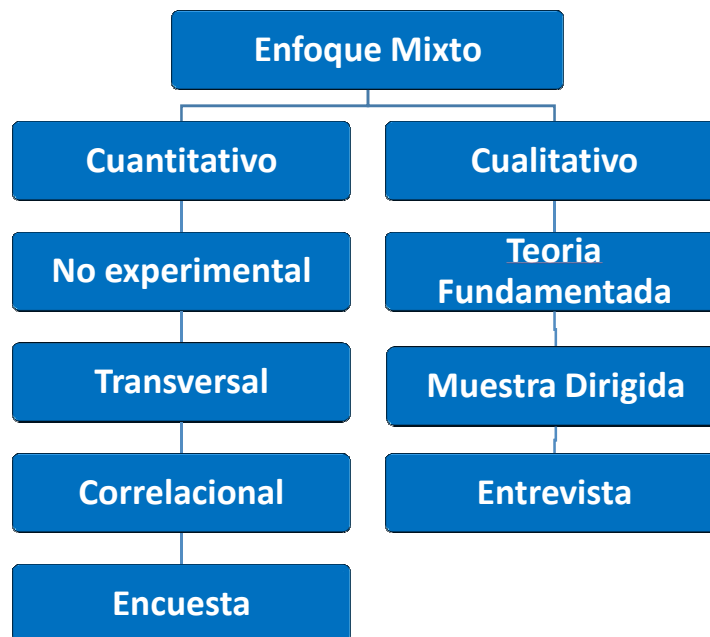 Enfoque Mixto
Cuantitativo
Cualitativo
No experimental
Teoria
Fundamentada
Transversal
Muestra Dirigida
Correlacional
Entrevista
Encuesta